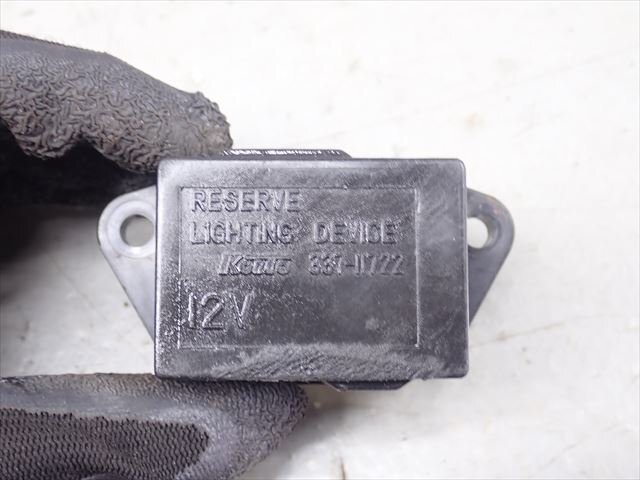 RESERVE
LIGHTING DEVICE
KOITO 331-11722
12V